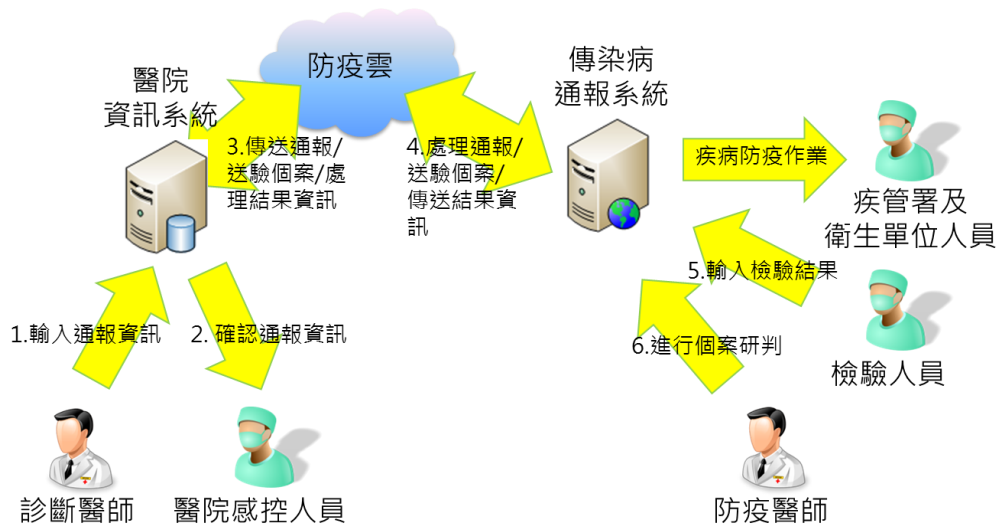 防疫雲
醫院
資訊系統
傳染病
通報系統
3.傳送通報/
送驗個案/處
理結果資訊
4.處理通報/
送驗個案/
傳送結果資
訊
疾病防疫作業
疾管署及
衛生單位人員
5.輸入檢驗結果
1.輸入通報資訊
2. 確認通報資訊
6.進行個案研判
檢驗人員
診斷醫師
醫院感控人員
防疫醫師